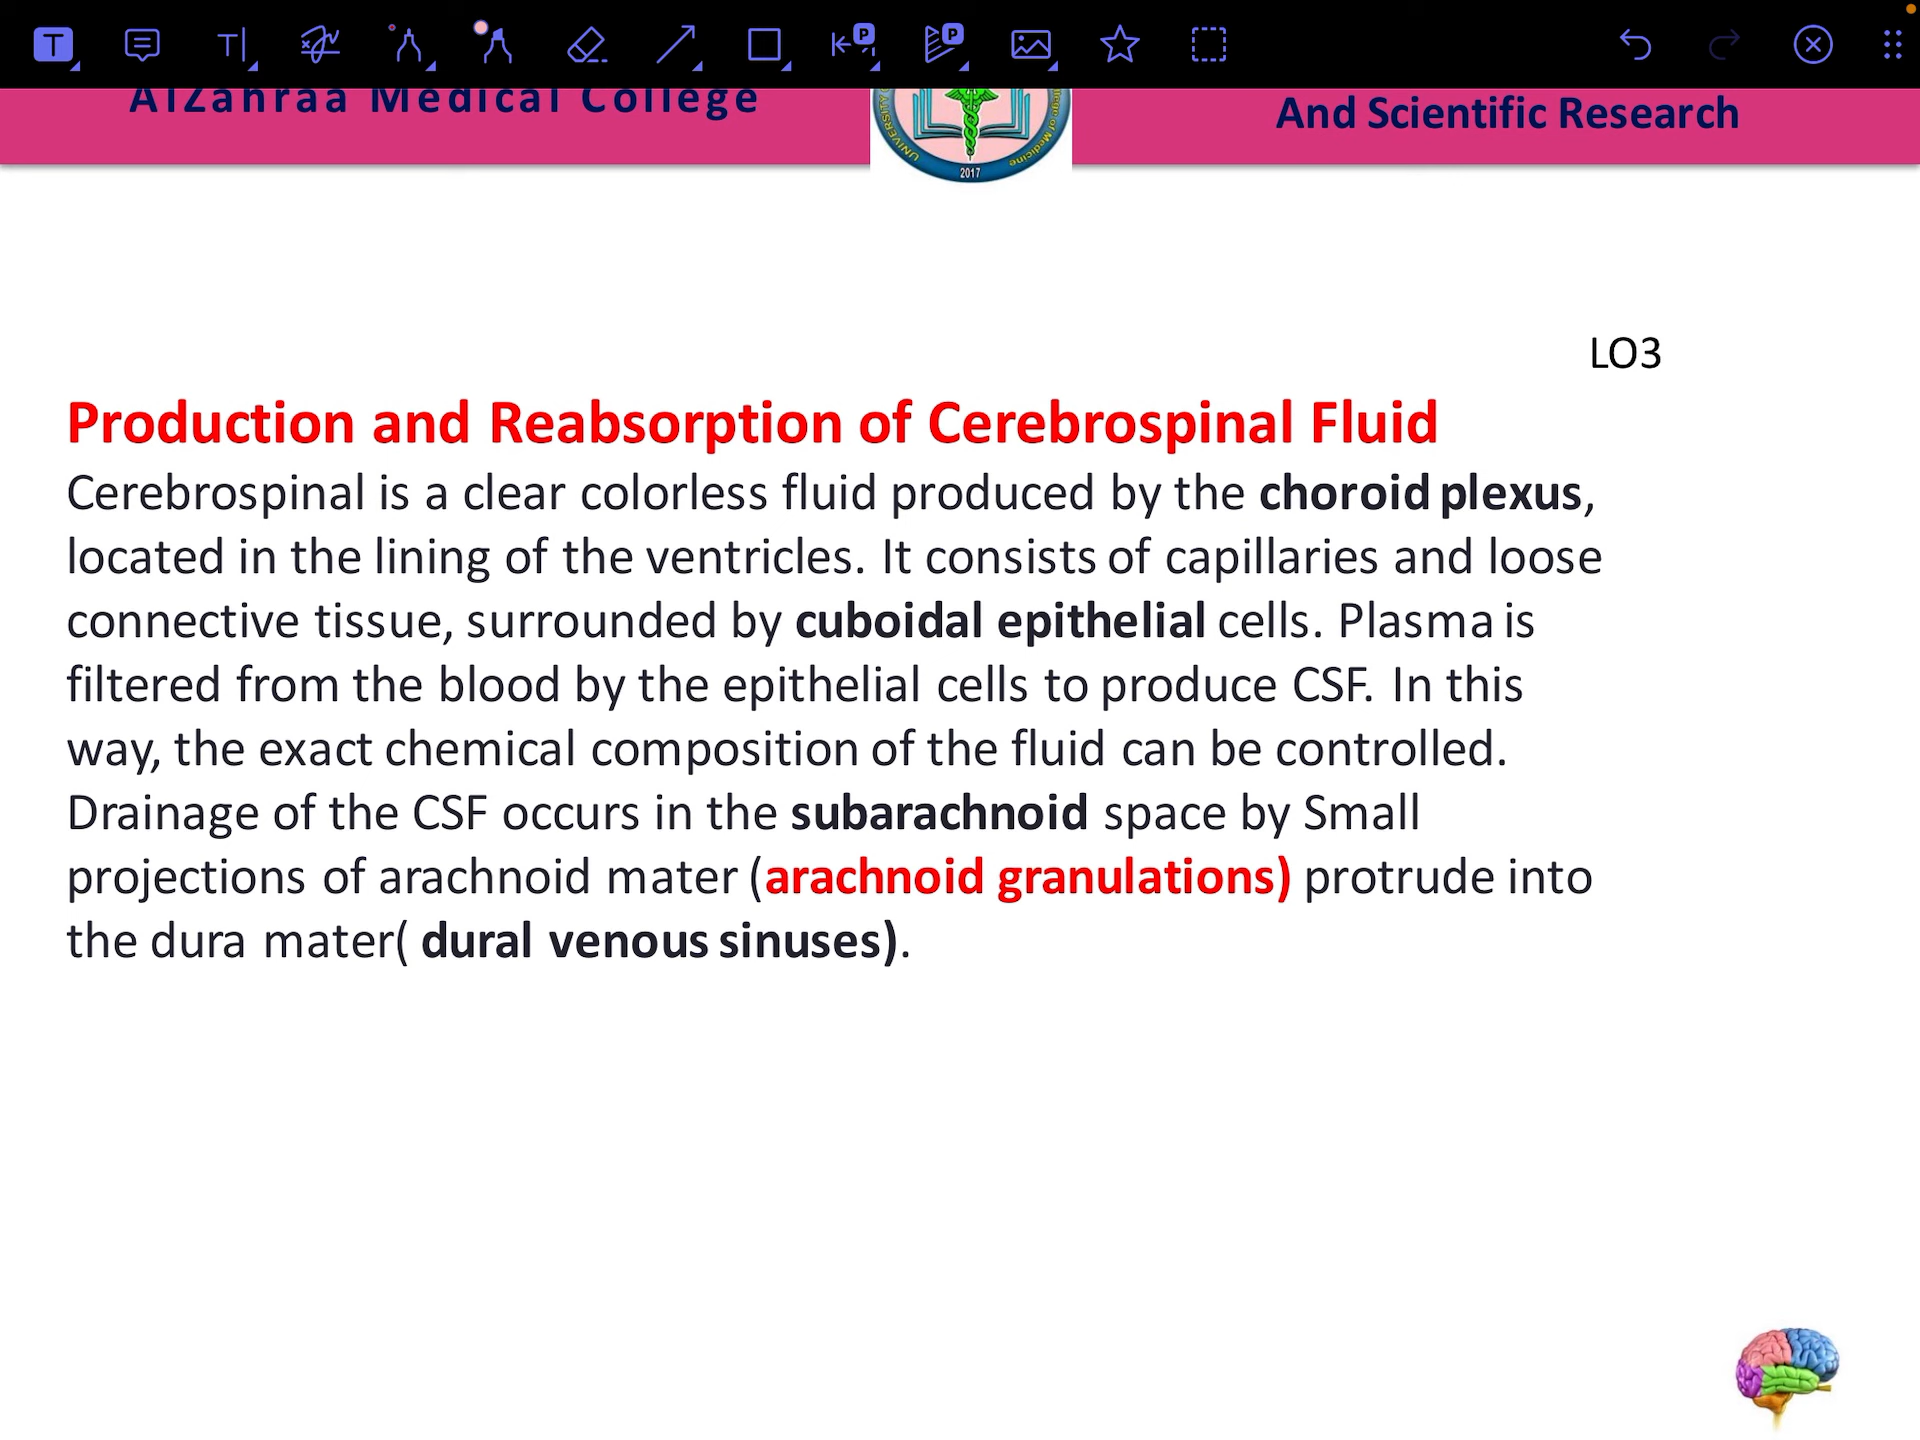 AlZahraa Medical College
And Scientific Research
UNIVERSITY
College of Medicine
2017
LO3
Production and Reabsorption of Cerebrospinal Fluid
Cerebrospinal is a clear colorless fluid produced by the choroid plexus,
located in the lining of the ventricles. It consists of capillaries and loose
connective tissue, surrounded by cuboidal epithelial cells. Plasma is
filtered from the blood by the epithelial cells to produce CSF. In this
way, the exact chemical composition of the fluid can be controlled.
Drainage of the CSF occurs in the subarachnoid space by Small
projections of arachnoid mater (arachnoid granulations) protrude into
the dura mater( dural venous sinuses).